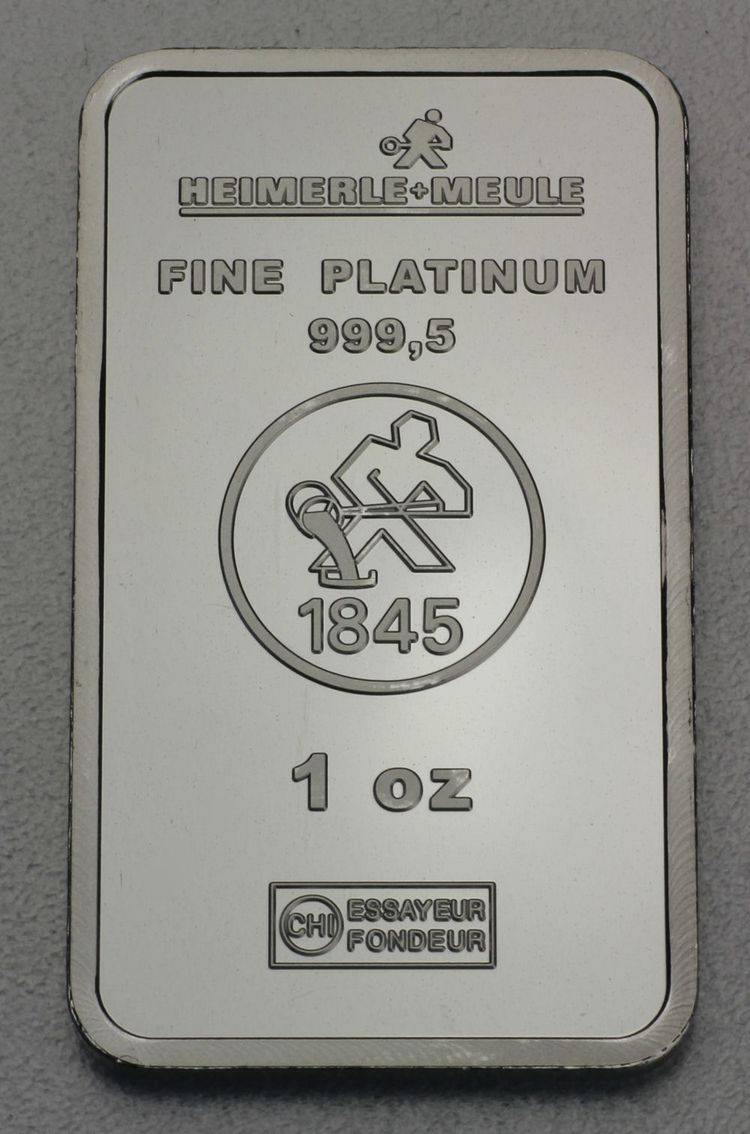 HEIMERLE+MEULE
FINE PLATINUM
999,5
1845
1 oz
CHI ESSAYEUR
FONDEUR